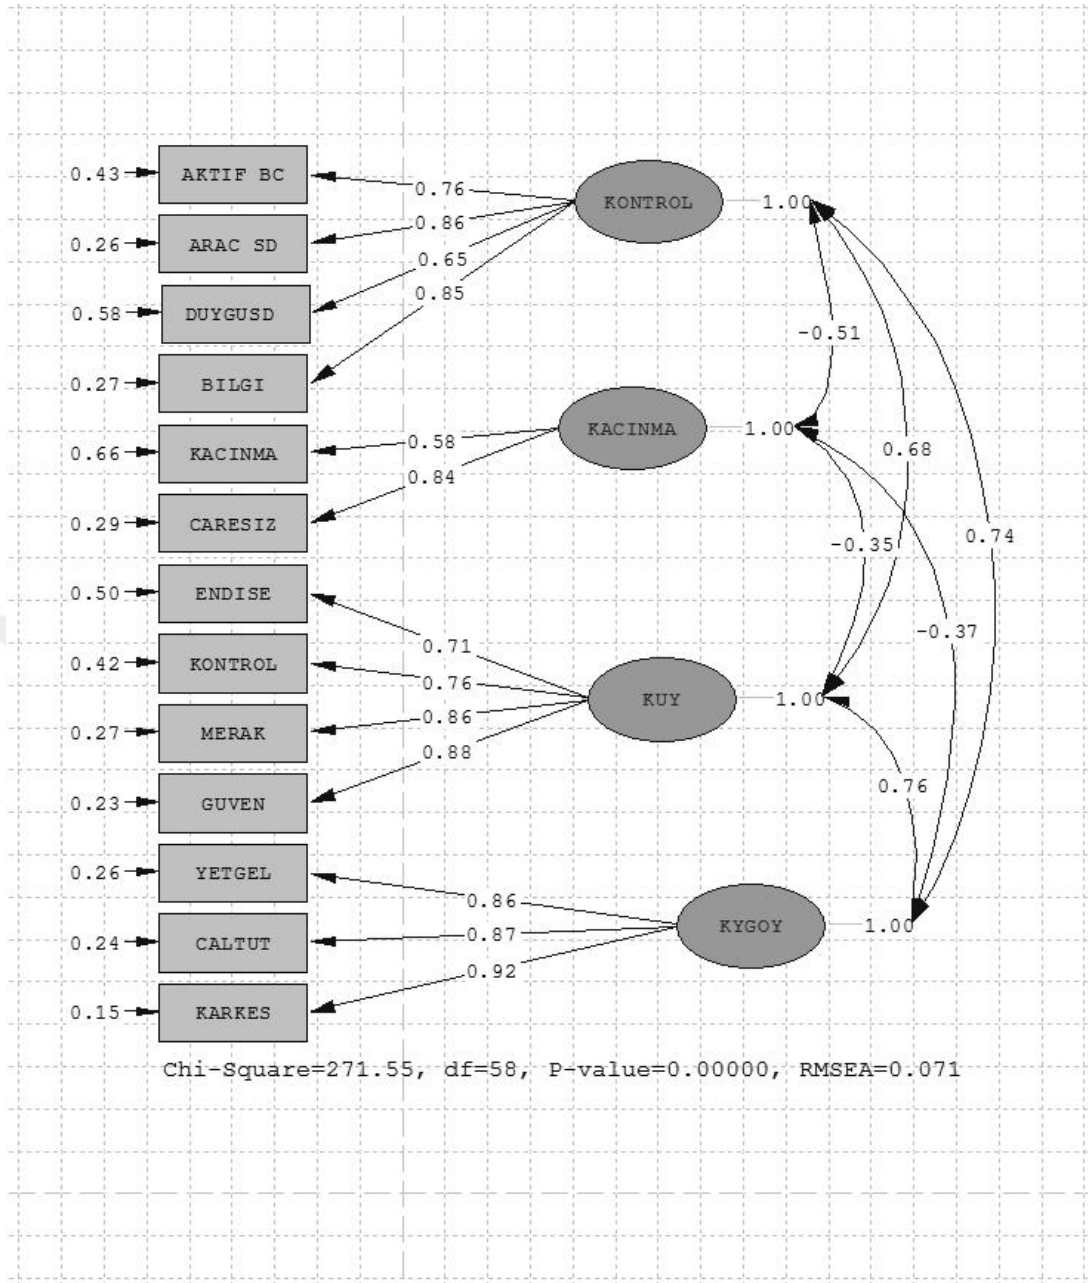 0.43 AKTIF BC 0.76 KONTROL 1.00
0.26 ARAC SD 0.86
0.65
0.58 DUYGUSD 0.85
-0.51
0.27 BILGI
0.66 KACINMA 0.58 KACINMA 1.00
0.68
0.84
0.29 CARESIZ
-0.35 0.74
0.50 ENDISE
0.71 -0.37
0.42 KONTROL 0.76
0.27 MERAK 0.86 KUY 1.00
0.88
0.23 GUVEN 0.76
0.26 YETGEL 0.86
0.24 CALTUT 0.87 KYGOY 1.00
0.92
0.15 KARKES
Chi-Square=271.55, df=58, P-value=0.00000, RMSEA=0.071